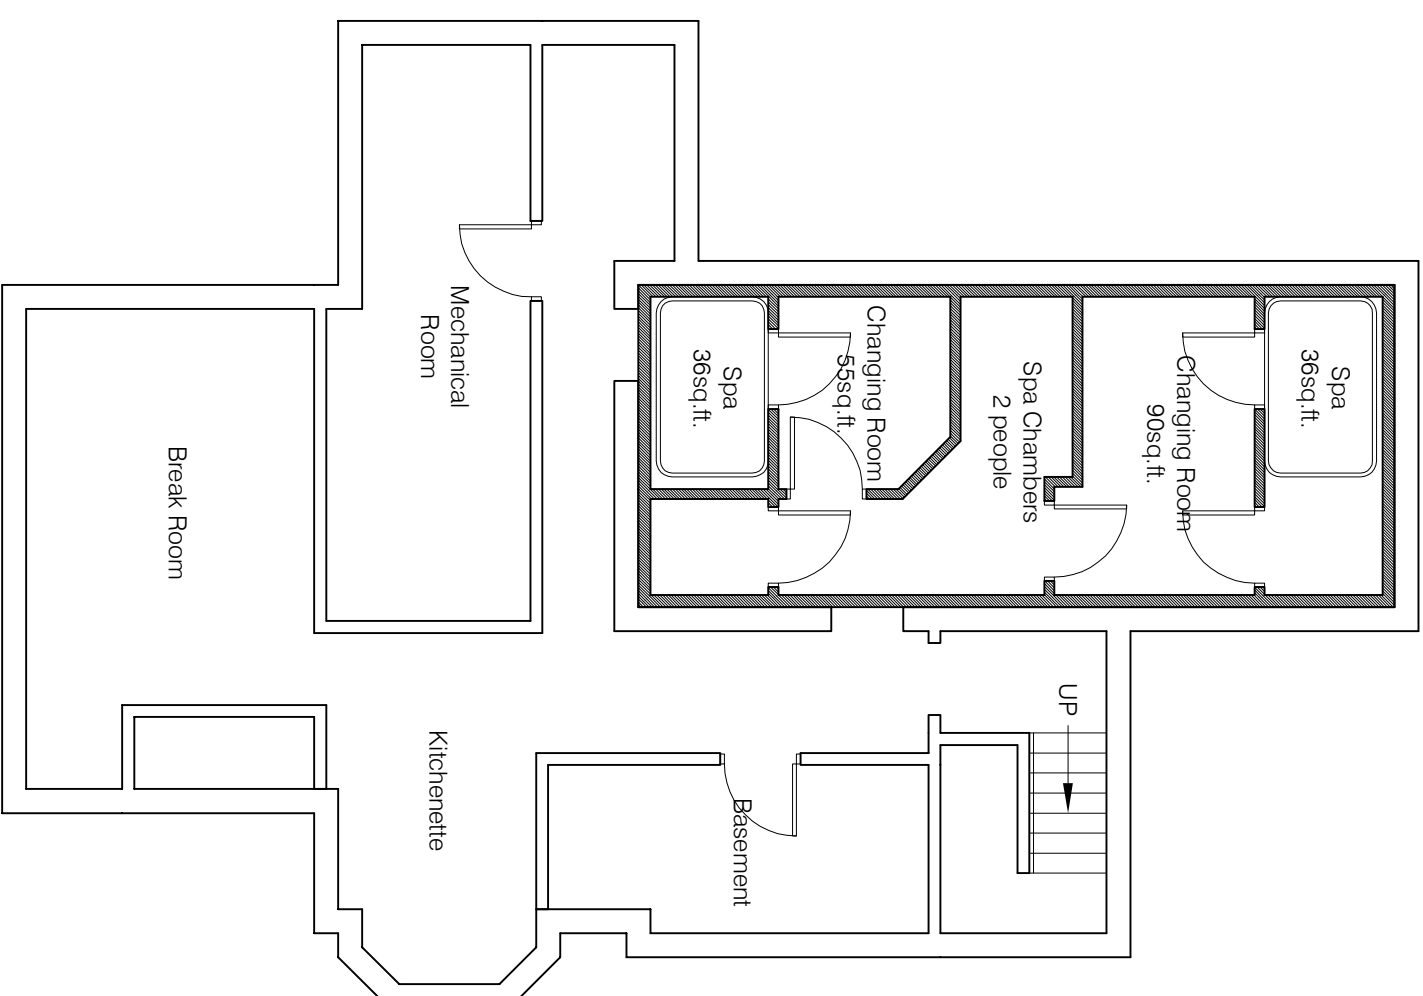 Spa
36sq.ft.
Changing Room
90sq.ft.
Spa Chambers
2 people
Changing Room
55sq.ft.
Spa
36sq.ft.
Mechanical
Room
Break Room
UP
Basement
Kitchenette